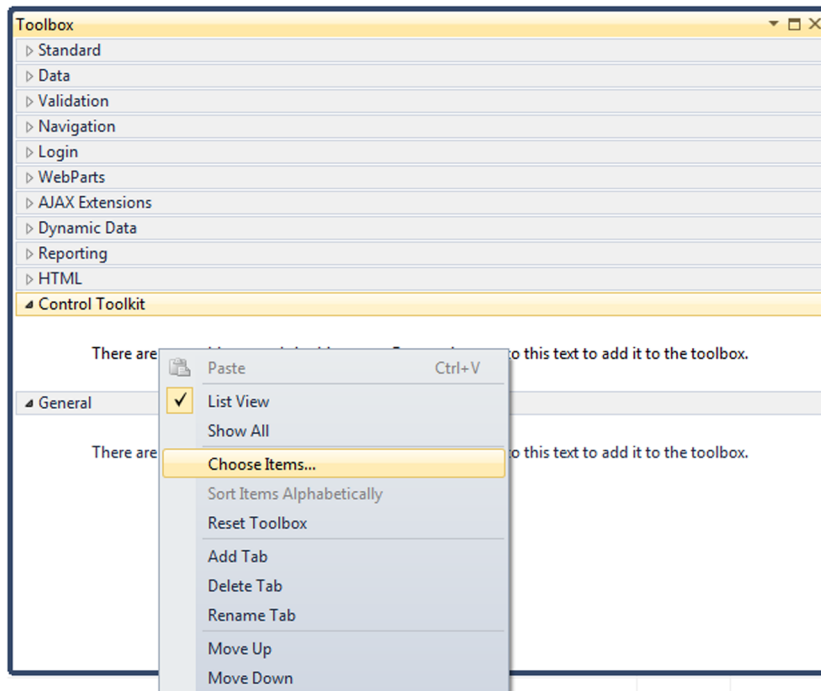 Toolbox
Standard
Data
Validation
Navigation
Login
WebParts
AJAX Extensions
Dynamic Data
Reporting
HTML
Control Toolkit
There are
to this text to add it to the toolbox.
Paste Ctrl+V
General
List View
Show All
There are
to this text to add it to the toolbox.
Choose Items...
Sort Items Alphabetically
Reset Toolbox
Add Tab
Delete Tab
Rename Tab
Move Up
Move Down